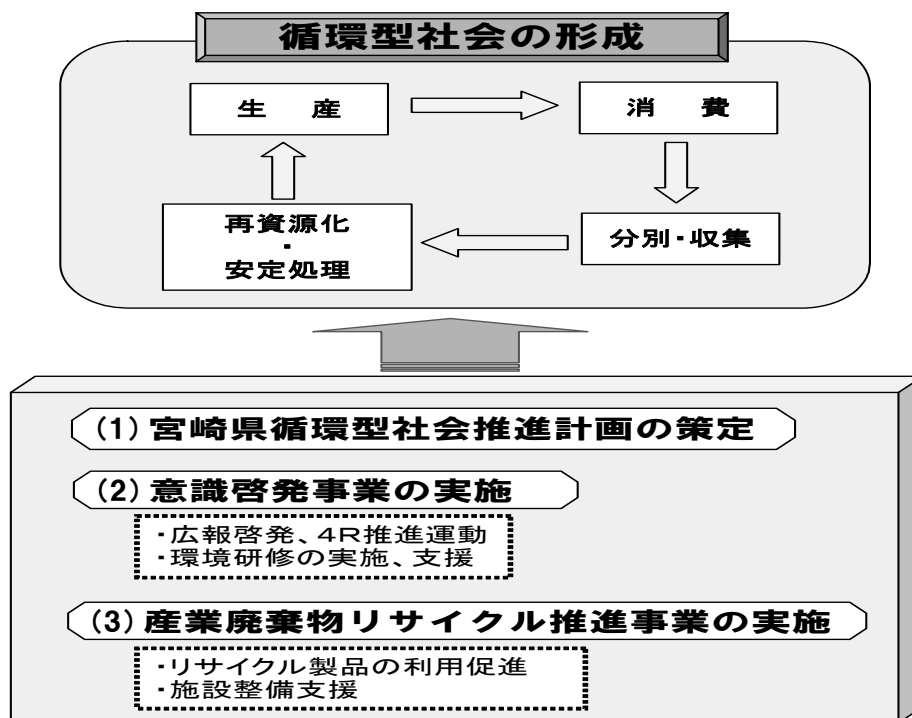 循環型社会の形成
生　産
消　費
再資源化
・
安定処理
分別・収集
(1) 宮崎県循環型社会推進計画の策定
(2) 意識啓発事業の実施
・広報啓発、4R推進運動
・環境研修の実施、支援
(3) 産業廃棄物リサイクル推進事業の実施
・リサイクル製品の利用促進
・施設整備支援